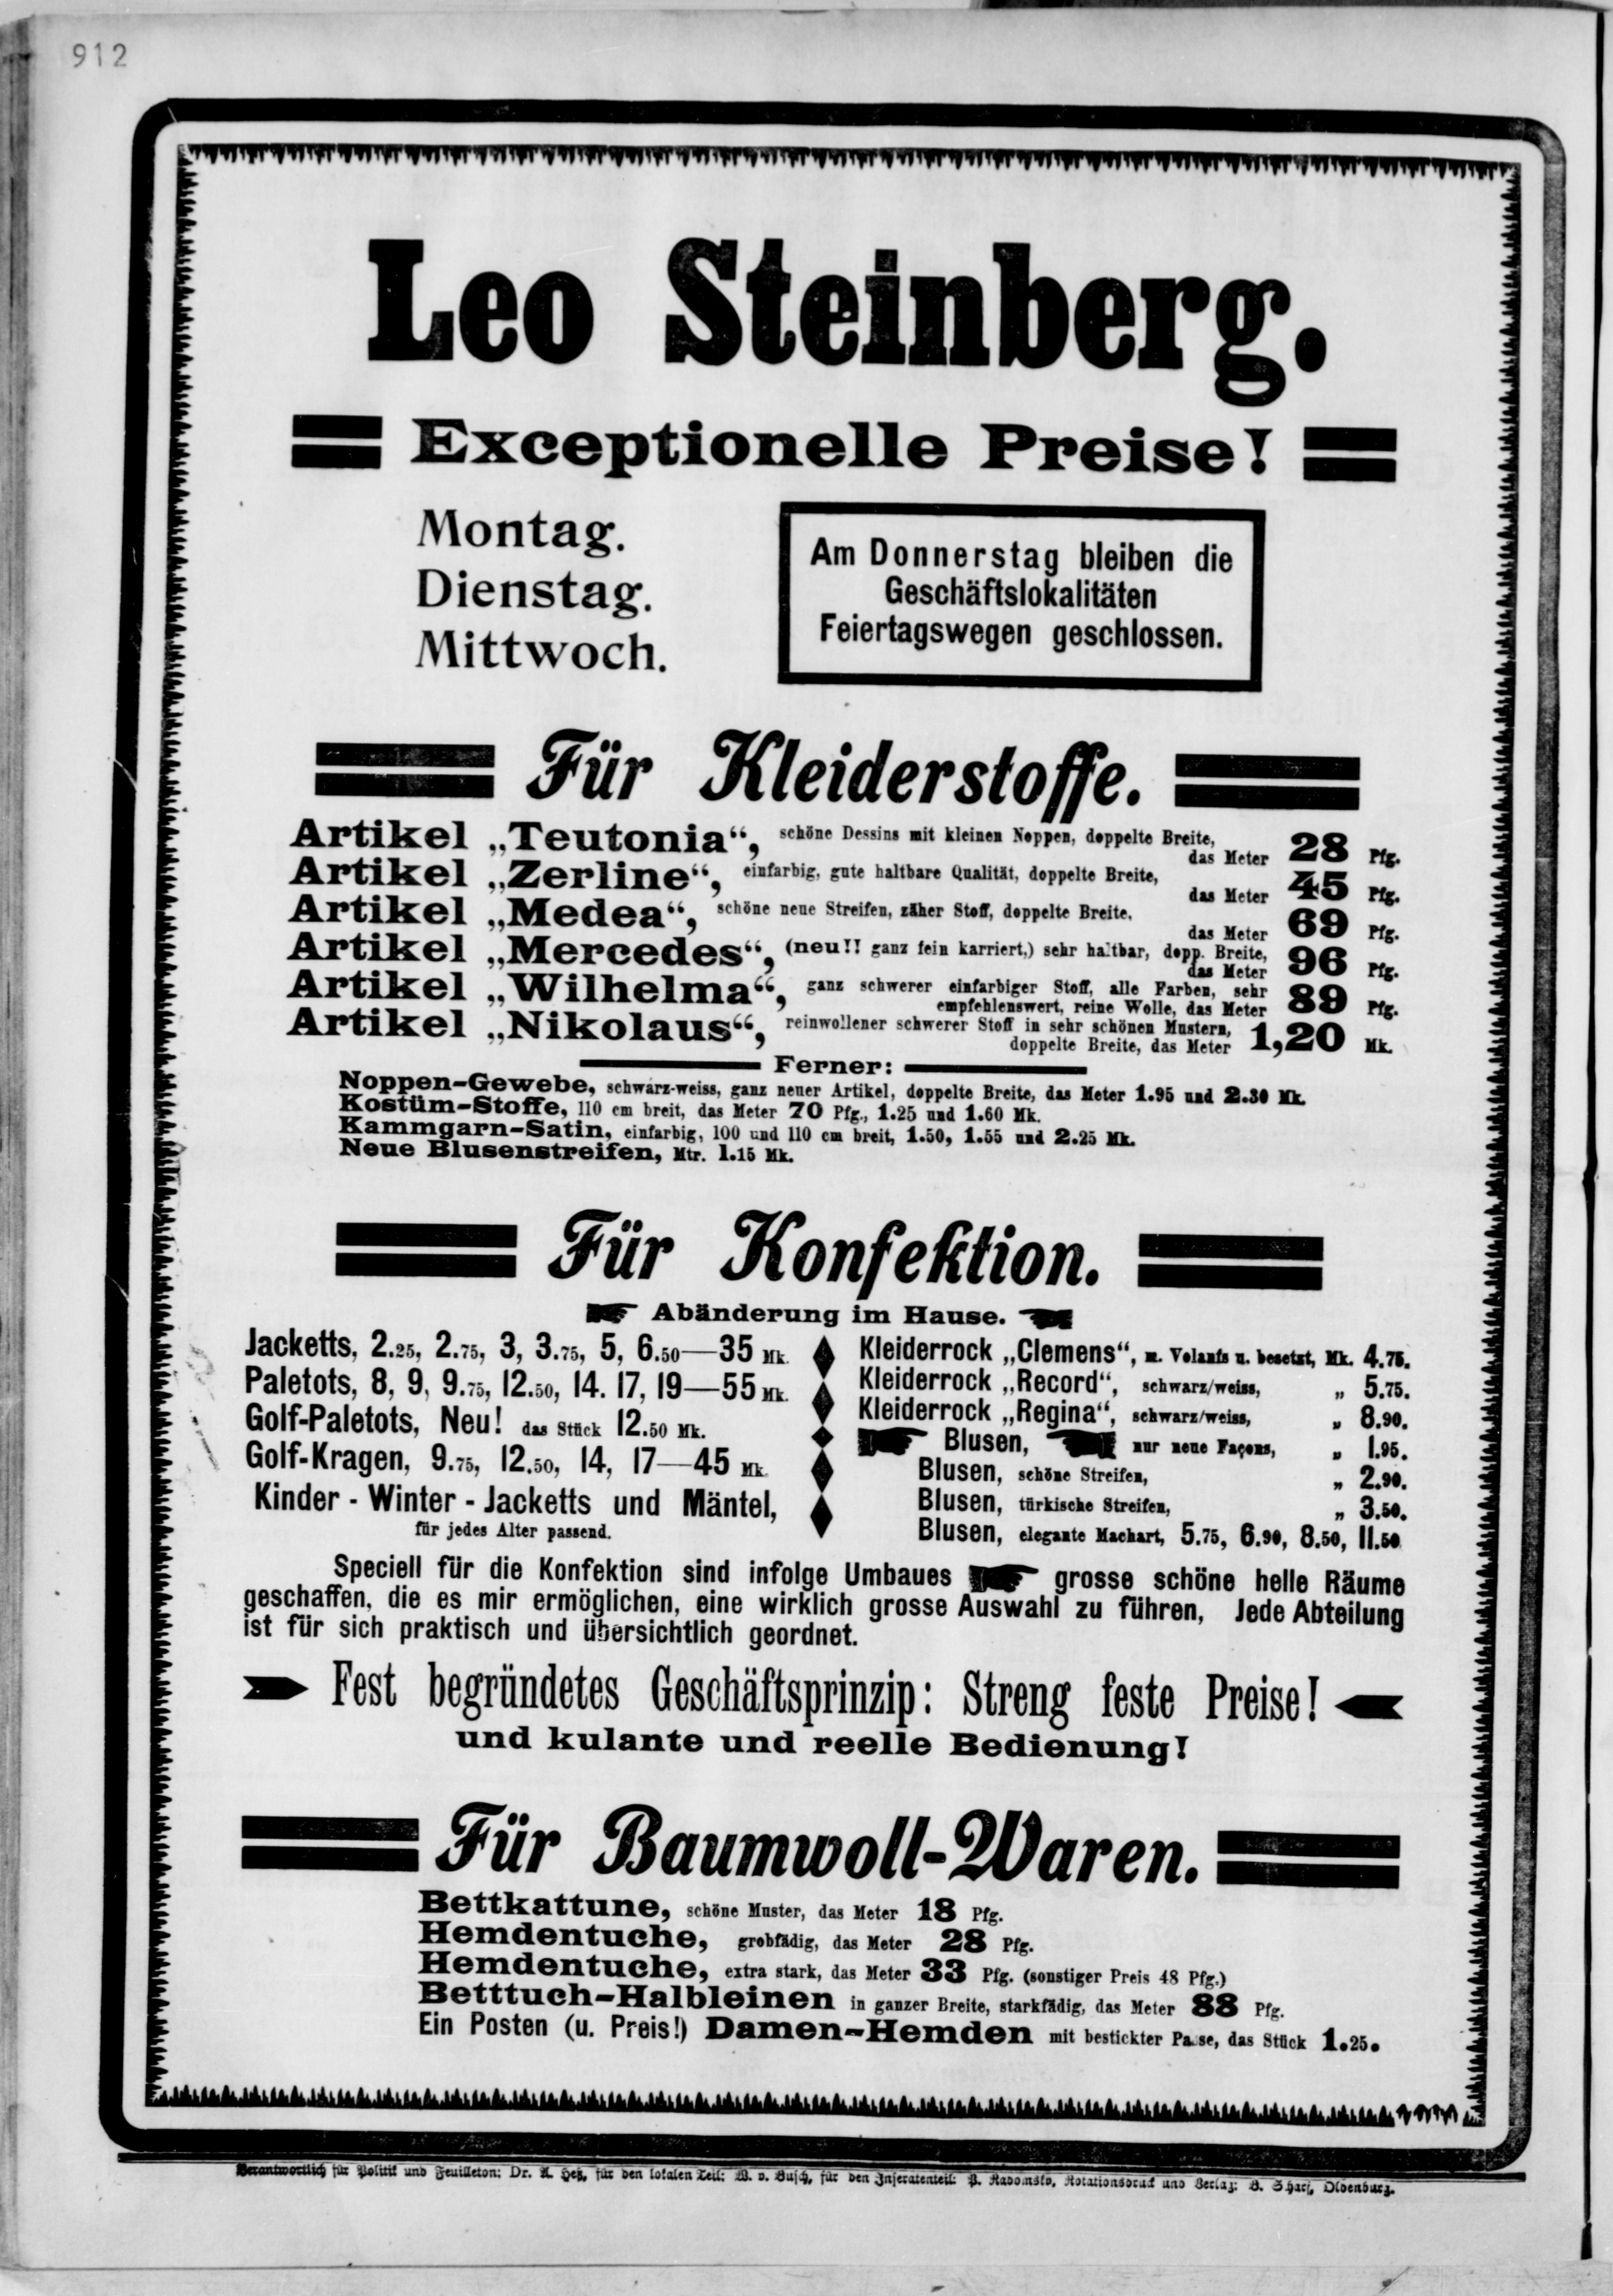 912
Leo Steinberg.
Exceptionelle Preise!
Montag.
Dienstag.
Mittwoch.
Am Donnerstag bleiben die
Geschäftslokalitäten
Feiertagswegen geschlossen.
Für Kleiderstoffe.
Artikel „Teutonia“, schöne Dessins mit kleinen Noppen, doppelte Breite,
das Meter 28 Pfg.
Artikel „Zerline“, einfarbig, gute haltbare Qualität, doppelte Breite,
das Meter 45 Pfg.
Artikel „Medea“, schöne neue Streifen, zäher Stoff, doppelte Breite,
das Meter 69 Pfg.
Artikel „Mercedes“, (neu!! ganz fein karriert,) sehr haltbar, dopp. Breite,
das Meter 96 Pfg.
Artikel „Wilhelma“, ganz schwerer einfarbiger Stoff, alle Farben, sehr
empfehlenswert, reine Wolle, das Meter 89 Pfg.
Artikel „Nikolaus“, reinwollener schwerer Stoff in sehr schönen Mustern,
doppelte Breite, das Meter 1,20 Mk.
Ferner:
Noppen-Gewebe, schwarz-weiss, ganz neuer Artikel, doppelte Breite, das Meter 1.95 und 2.30 Mk.
Kostüm-Stoffe, 110 cm breit, das Meter 70 Pfg., 1.25 und 1.60 Mk.
Kammgarn-Satin, einfarbig, 100 und 110 cm breit, 1.50, 1.55 und 2.25 Mk.
Neue Blusenstreifen, Mtr. 1.15 Mk.
Für Konfektion.
Abänderung im Hause.
Jacketts, 2.25, 2.75, 3, 3.75, 5, 6.50—35 Mk.
Paletots, 8, 9, 9.75, 12.50, 14. 17, 19—55 Mk.
Golf-Paletots, Neu! das Stück 12.50 Mk.
Golf-Kragen, 9.75, 12.50, 14, 17—45 Mk.
Kinder - Winter - Jacketts und Mäntel,
für jedes Alter passend.
Kleiderrock „Clemens“, m. Volants u. besetzt, Mk. 4.75.
Kleiderrock „Record“, schwarz/weiss, „ 5.75.
Kleiderrock „Regina“, schwarz/weiss, „ 8.90.
Blusen, nur neue Façons, „ 1.95.
Blusen, schöne Streifen, „ 2.90.
Blusen, türkische Streifen, „ 3.50.
Blusen, elegante Machart, 5.75, 6.90, 8.50, 11.50
Speciell für die Konfektion sind infolge Umbaues grosse schöne helle Räume
geschaffen, die es mir ermöglichen, eine wirklich grosse Auswahl zu führen, Jede Abteilung
ist für sich praktisch und übersichtlich geordnet.
Fest begründetes Geschäftsprinzip: Streng feste Preise!
und kulante und reelle Bedienung!
Für Baumwoll-Waren.
Bettkattune, schöne Muster, das Meter 18 Pfg.
Hemdentuche, grobfädig, das Meter 28 Pfg.
Hemdentuche, extra stark, das Meter 33 Pfg. (sonstiger Preis 48 Pfg.)
Betttuch-Halbleinen in ganzer Breite, starkfädig, das Meter 88 Pfg.
Ein Posten (u. Preis!) Damen-Hemden mit bestickter Passe, das Stück 1.25.
Verantwortlich für Politik und Feuilleton: Dr. A. Heß, für den lokalen Teil: W. v. Busch, für den Inseratenteil: P. Radomsky, Rotationsdruck und Verlag: B. Scharf, Oldenburg.